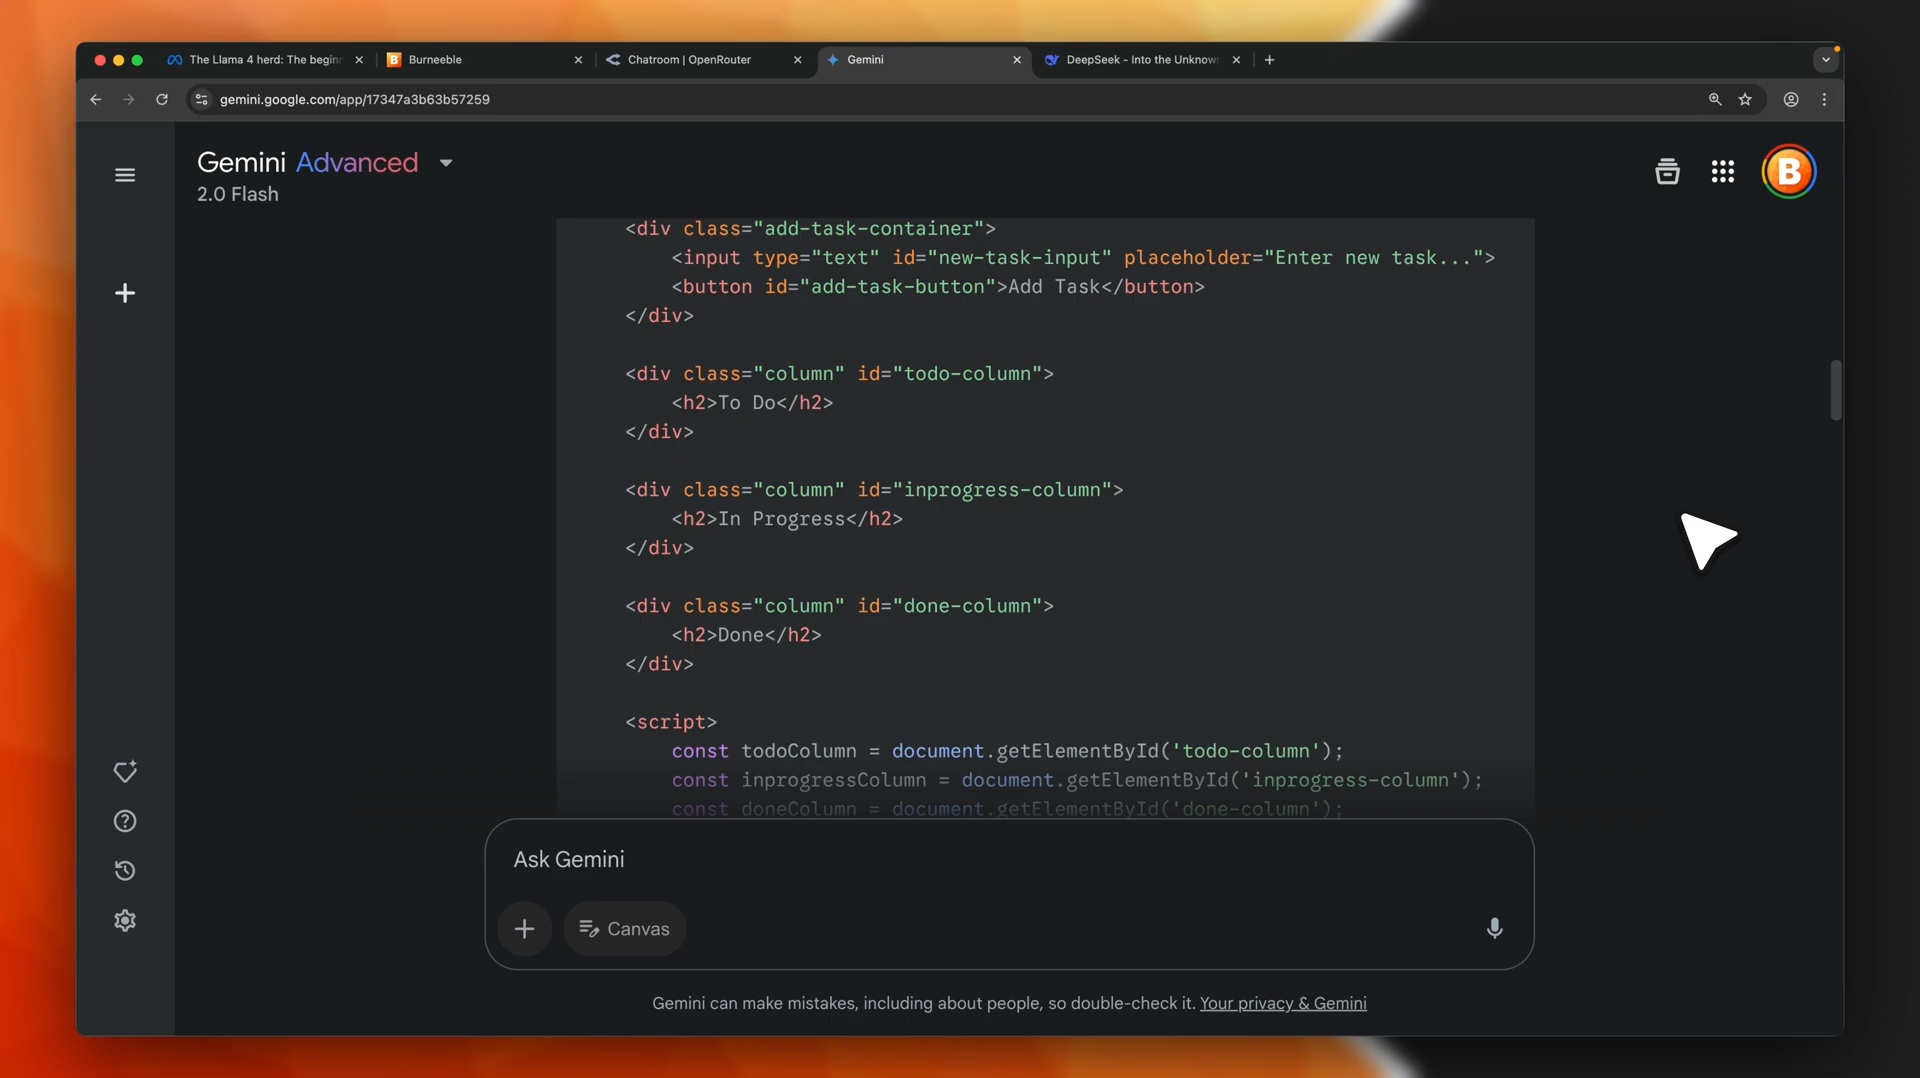 The Llama 4 herd: The beginn
Burneeble
Chatroom | OpenRouter
Gemini
DeepSeek - Into the Unknown
gemini.google.com/app/17347a3b63b57259
Gemini Advanced
2.0 Flash
B
<div class="add-task-container">
<input type="text" id="new-task-input" placeholder="Enter new task...">
<button id="add-task-button">Add Task</button>
</div>
<div class="column" id="todo-column">
<h2>To Do</h2>
</div>
<div class="column" id="inprogress-column">
<h2>In Progress</h2>
</div>
<div class="column" id="done-column">
<h2>Done</h2>
</div>
<script>
const todoColumn = document.getElementById('todo-column');
const inprogressColumn = document.getElementById('inprogress-column');
const doneColumn = document.getElementById('done-column');
Ask Gemini
Canvas
Gemini can make mistakes, including about people, so double-check it. Your privacy & Gemini